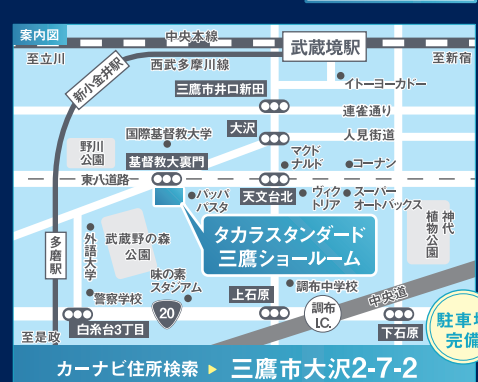 案内図
中央本線
至立川
武蔵境駅
至新宿
西武多摩川線
新小金井駅
イトーヨーカドー
三鷹市井口新田
連雀通り
大沢
人見街道
国際基督教大学
野川
公園
マクド
ナルド
コーナン
基督教大裏門
東八道路
天文台北
バッパ
パスタ
ヴィク
トリア
スーパー
オートバックス
タカラスタンダード
三鷹ショールーム
神代
植物公園
多磨駅
外語大学
武蔵野の森
公園
味の素
スタジアム
警察学校
上石原
調布中学校
中央道
調布
I.C.
白糸台3丁目
20
下石原
至是政
駐車場
完備
カーナビ住所検索 ▶ 三鷹市大沢2-7-2